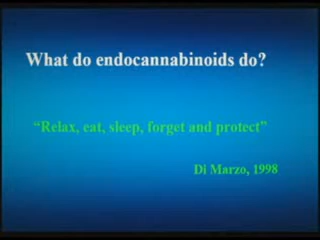 What do endocannabinoids do?
“Relax, eat, sleep, forget and protect”
Di Marzo, 1998